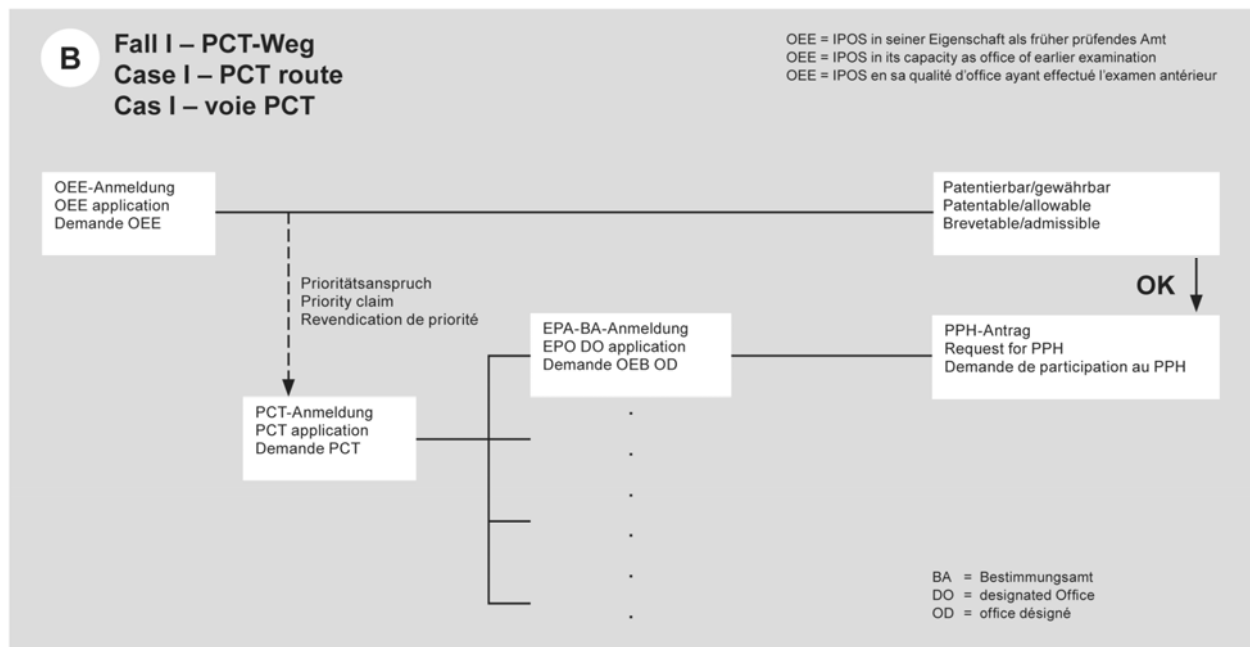 B
Fall I – PCT-Weg
Case I – PCT route
Cas I – voie PCT
OEE = IPOS in seiner Eigenschaft als früher prüfendes Amt
OEE = IPOS in its capacity as office of earlier examination
OEE = IPOS en sa qualité d'office ayant effectué l'examen antérieur
OEE-Anmeldung
OEE application
Demande OEE
Patentierbar/gewährbar
Patentable/allowable
Brevetable/admissible
Prioritätsanspruch
Priority claim
Revendication de priorité
OK
EPA-BA-Anmeldung
EPO DO application
Demande OEB OD
PPH-Antrag
Request for PPH
Demande de participation au PPH
PCT-Anmeldung
PCT application
Demande PCT
BA = Bestimmungsamt
DO = designated Office
OD = office désigné